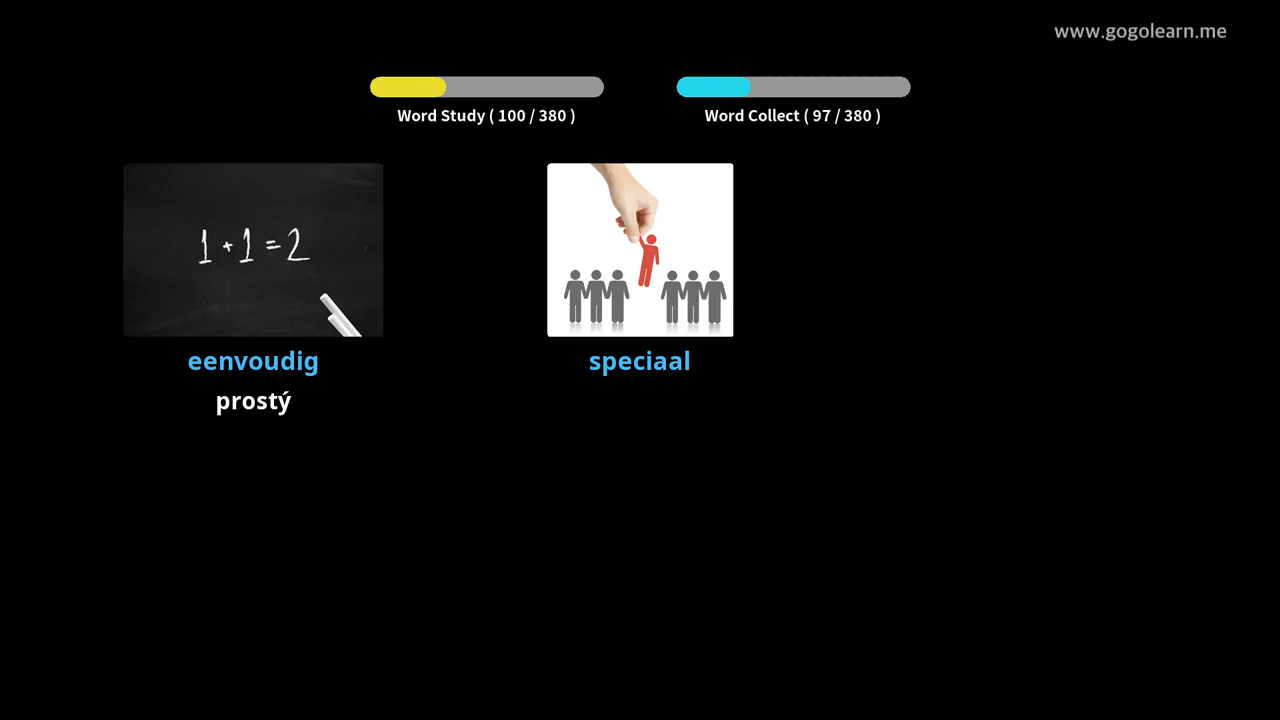 www.gogolearn.me
Word Study ( 100 / 380 )
Word Collect ( 97 / 380 )
1 + 1 = 2
eenvoudig
speciaal
prostý